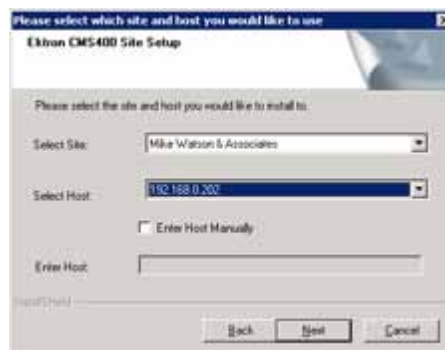 Please select which site and host you would like to use
Ektron CMS400 Site Setup
Please select the site and host you would like to install to.
Select Site:
Mike Watson & Associates
Select Host:
192.168.0.202
Enter Host Manually
Enter Host:
InstallShield
Back
Next
Cancel